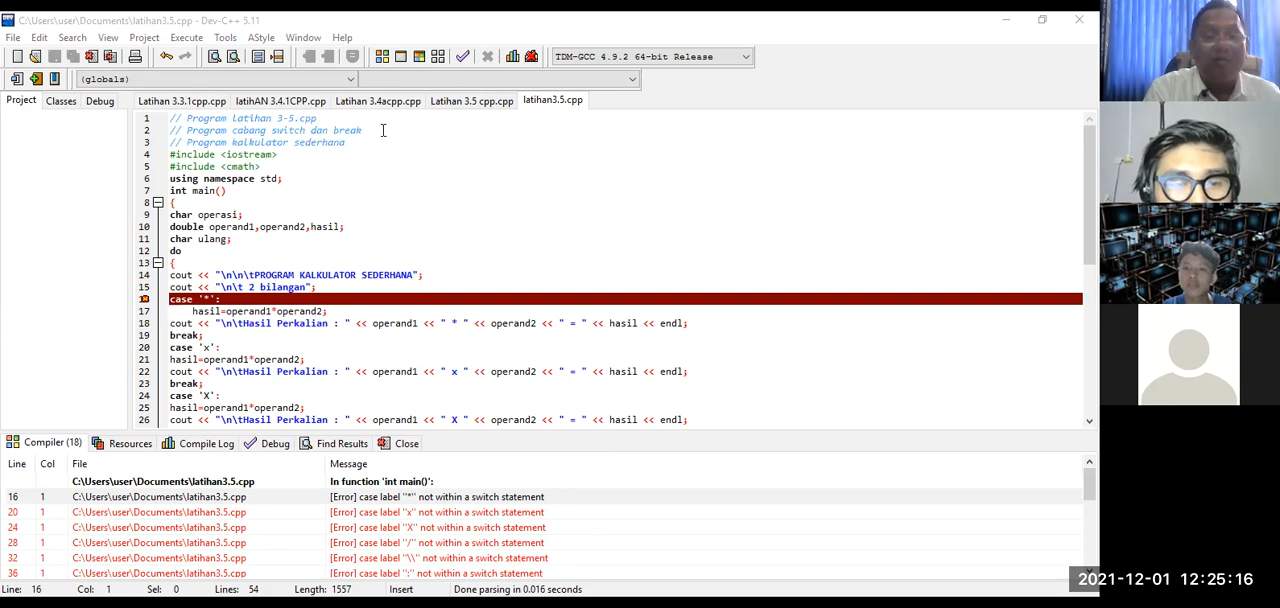 C:\Users\user\Documents\latihan3.5.cpp - Dev-C++ 5.11
File Edit Search View Project Execute Tools AStyle Window Help
TDM-GCC 4.9.2 64-bit Release
(globals)
Project Classes Debug Latihan 3.3.1cpp.cpp latihAN 3.4.1CPP.cpp Latihan 3.4acpp.cpp Latihan 3.5 cpp.cpp latihan3.5.cpp
1 // Program latihan 3-5.cpp
2 // Program cabang switch dan break
3 // Program kalkulator sederhana
4 #include <iostream>
5 #include <cmath>
6 using namespace std;
7 int main()
8 {
9 char operasi;
10 double operand1,operand2,hasil;
11 char ulang;
12 do
13 {
14 cout << "\n\n\tPROGRAM KALKULATOR SEDERHANA";
15 cout << "\n\t 2 bilangan";
case '*':
17 hasil=operand1*operand2;
18 cout << "\n\tHasil Perkalian : " << operand1 << " * " << operand2 << " = " << hasil << endl;
19 break;
20 case 'x':
21 hasil=operand1*operand2;
22 cout << "\n\tHasil Perkalian : " << operand1 << " x " << operand2 << " = " << hasil << endl;
23 break;
24 case 'X':
25 hasil=operand1*operand2;
26 cout << "\n\tHasil Perkalian : " << operand1 << " X " << operand2 << " = " << hasil << endl;
Compiler (18) Resources Compile Log Debug Find Results Close
Line Col File Message
C:\Users\user\Documents\latihan3.5.cpp In function 'int main()':
16 1 C:\Users\user\Documents\latihan3.5.cpp [Error] case label ''*'' not within a switch statement
20 1 C:\Users\user\Documents\latihan3.5.cpp [Error] case label ''x'' not within a switch statement
24 1 C:\Users\user\Documents\latihan3.5.cpp [Error] case label ''X'' not within a switch statement
28 1 C:\Users\user\Documents\latihan3.5.cpp [Error] case label ''/'' not within a switch statement
32 1 C:\Users\user\Documents\latihan3.5.cpp [Error] case label ''\\'' not within a switch statement
36 1 C:\Users\user\Documents\latihan3.5.cpp [Error] case label '':'' not within a switch statement
Line: 16 Col: 1 Sel: 0 Lines: 54 Length: 1557 Insert Done parsing in 0.016 seconds
2021-12-01 12:25:16